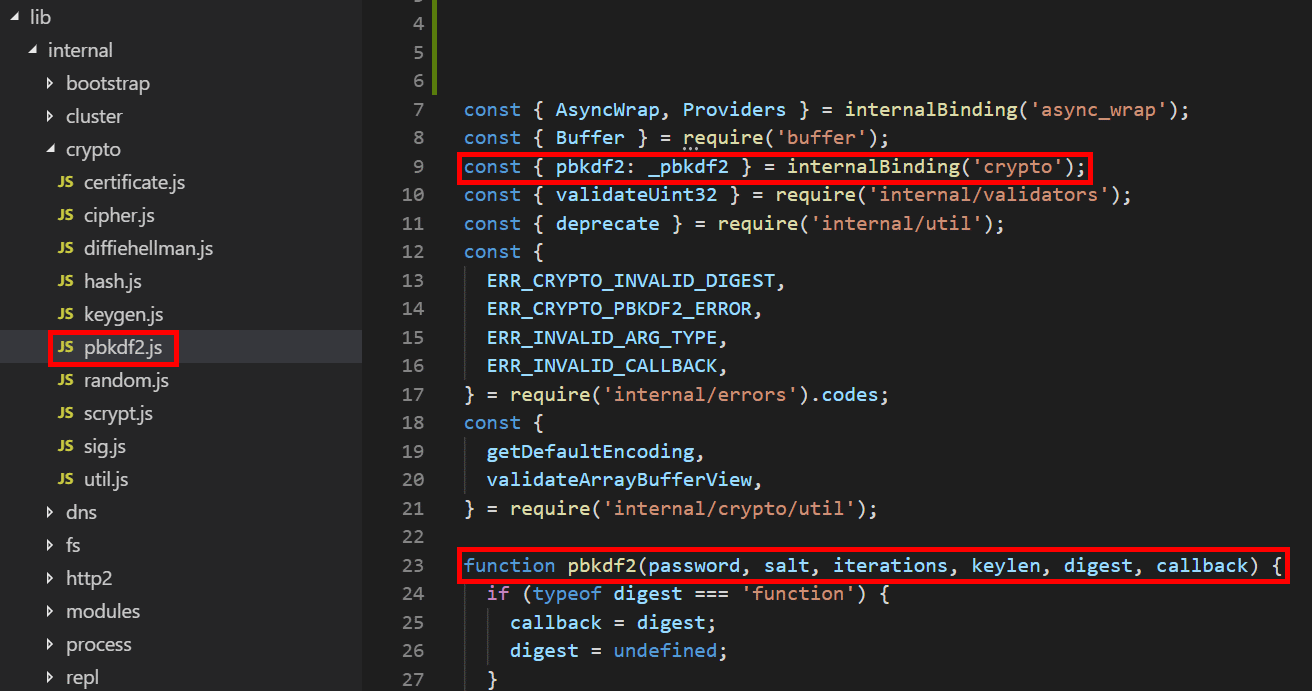 lib
internal
bootstrap
cluster
crypto
JS certificate.js
JS cipher.js
JS diffiehellman.js
JS hash.js
JS keygen.js
JS pbkdf2.js
JS random.js
JS scrypt.js
JS sig.js
JS util.js
dns
fs
http2
modules
process
repl
4
5
6
7 const { AsyncWrap, Providers } = internalBinding('async_wrap');
8 const { Buffer } = require('buffer');
9 const { pbkdf2: _pbkdf2 } = internalBinding('crypto');
10 const { validateUint32 } = require('internal/validators');
11 const { deprecate } = require('internal/util');
12 const {
13   ERR_CRYPTO_INVALID_DIGEST,
14   ERR_CRYPTO_PBKDF2_ERROR,
15   ERR_INVALID_ARG_TYPE,
16   ERR_INVALID_CALLBACK,
17 } = require('internal/errors').codes;
18 const {
19   getDefaultEncoding,
20   validateArrayBufferView,
21 } = require('internal/crypto/util');
22
23 function pbkdf2(password, salt, iterations, keylen, digest, callback) {
24   if (typeof digest === 'function') {
25     callback = digest;
26     digest = undefined;
27   }